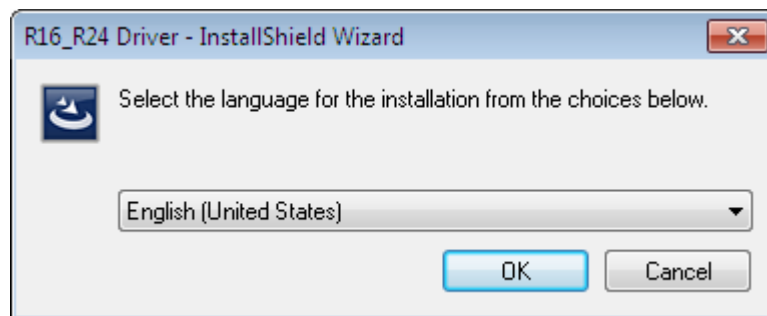 R16_R24 Driver - InstallShield Wizard
Select the language for the installation from the choices below.
English (United States)
OK
Cancel